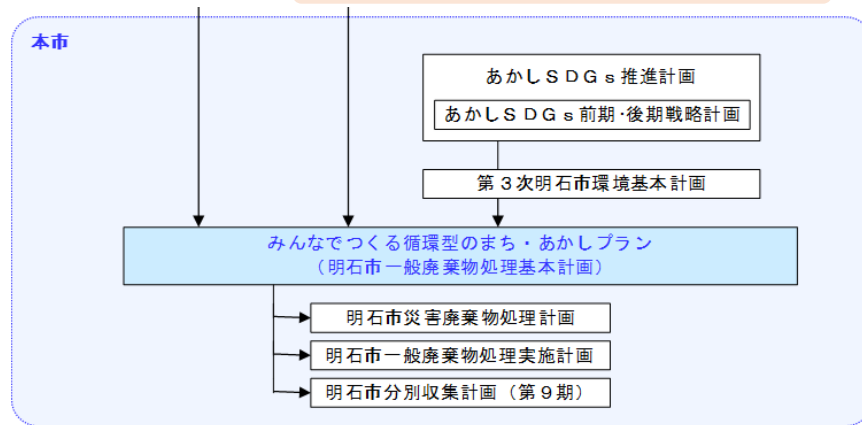 本市
あかしＳＤＧｓ推進計画
あかしＳＤＧｓ前期･後期戦略計画
第３次明石市環境基本計画
みんなでつくる循環型のまち・あかしプラン
（明石市一般廃棄物処理基本計画）
明石市災害廃棄物処理計画
明石市一般廃棄物処理実施計画
明石市分別収集計画（第９期）